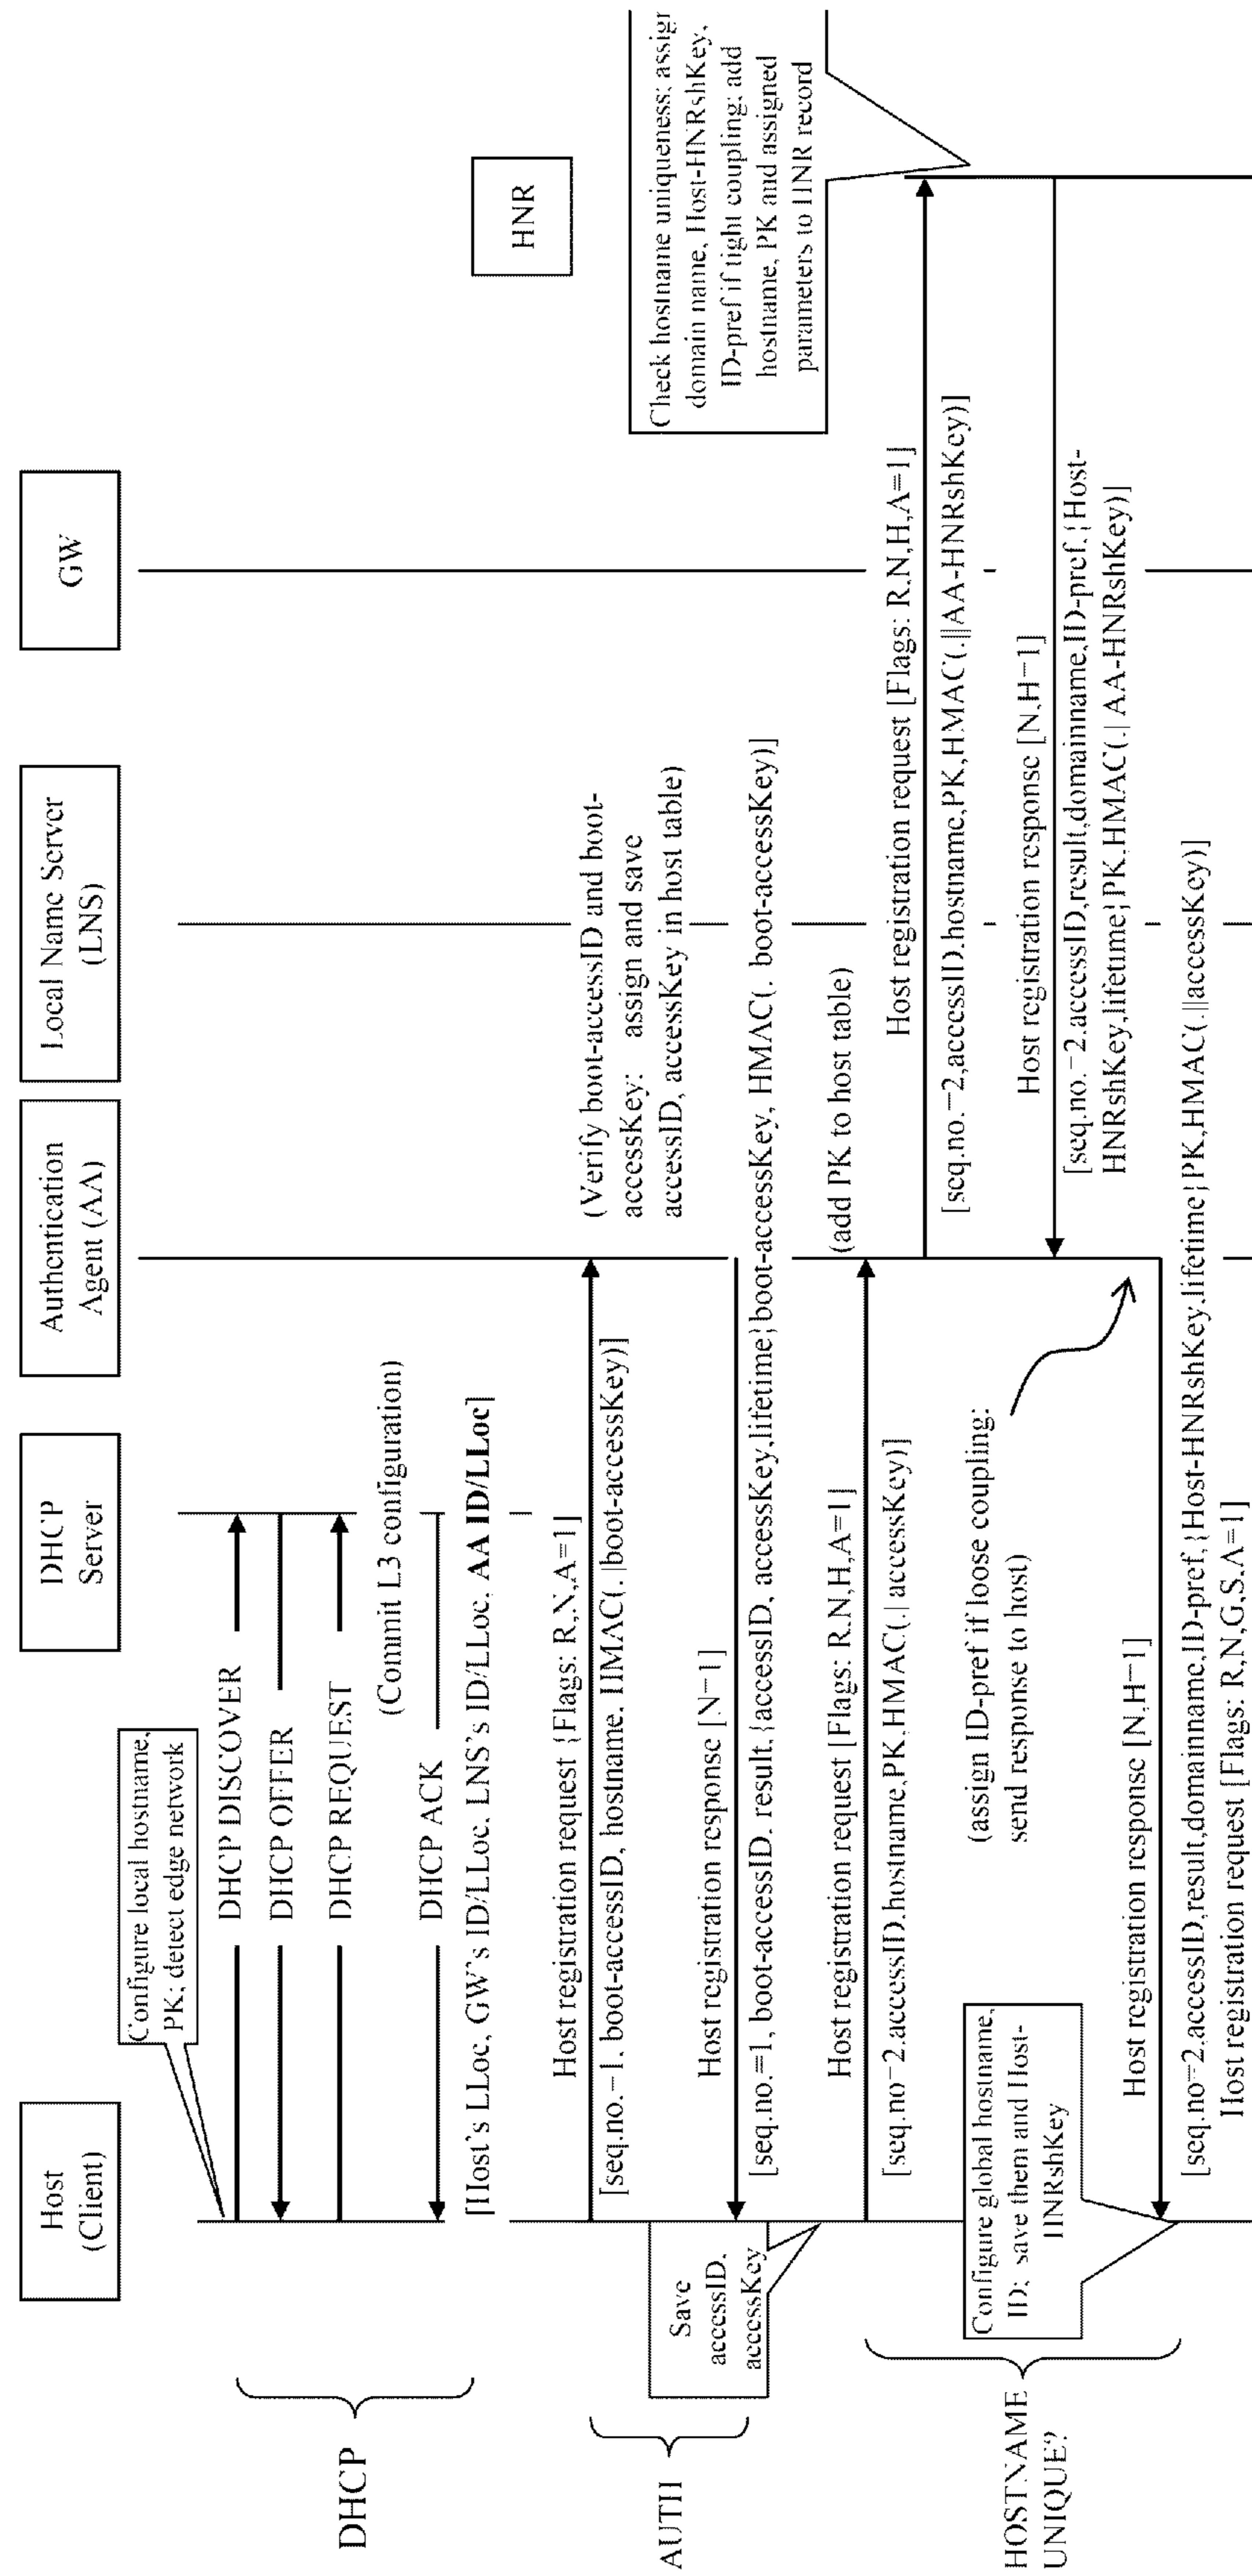 Host
(Client)
DHCP
Server
Authentication
Agent (AA)
Local Name Server
(LNS)
GW
HNR
Configure local hostname,
PK; detect edge network
DHCP
DHCP DISCOVER
DHCP OFFER
DHCP REQUEST
(Commit L3 configuration)
DHCP ACK
[Host's LLoc, GW's ID/LLoc, LNS's ID/LLoc, AA ID/LLoc]
AUTH
Host registration request {Flags: R,N,A=1]
[seq.no.=1, boot-accessID, hostname, HMAC(.||boot-accessKey)]
(Verify boot-accessID and boot-
accessKey: assign and save
accessID, accessKey in host table)
Host registration response [N=1]
[seq.no.=1, boot-accessID, result,{accessID, accessKey,lifetime}boot-accessKey, HMAC(. boot-accessKey)]
Save
accessID,
accessKey
HOSTNAME
UNIQUE?
Host registration request [Flags: R,N,H,A=1]
[seq.no=2,accessID,hostname,PK,HMAC(.| accessKey)]
(add PK to host table)
Host registration request [Flags: R,N,H,A=1]
[seq.no.=2,accessID,hostname,PK,HMAC(.||AA-HNRshKey)]
Check hostname uniqueness; assign
domain name, Host-HNRshKey,
ID-pref if tight coupling; add
hostname, PK and assigned
parameters to HNR record
Host registration response [N,H=1]
[seq.no.=2,accessID,result,domainname,ID-pref,{Host-
HNRshKey,lifetime}PK,HMAC(.| AA-HNRshKey)]
(assign ID-pref if loose coupling;
send response to host)
Configure global hostname,
ID; save them and Host-
HNRshKey
Host registration response [N,H=1]
[seq.no=2,accessID,result,domainname,ID-pref,{Host-HNRshKey,lifetime}PK,HMAC(.||accessKey)]
Host registration request [Flags: R,N,G,S,A=1]